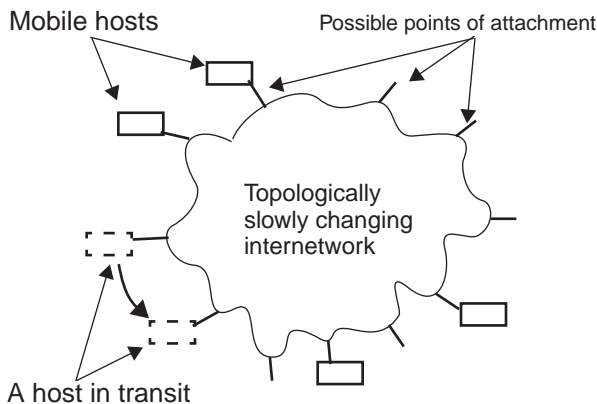 Mobile hosts
Possible points of attachment
Topologically
slowly changing
internetwork
A host in transit